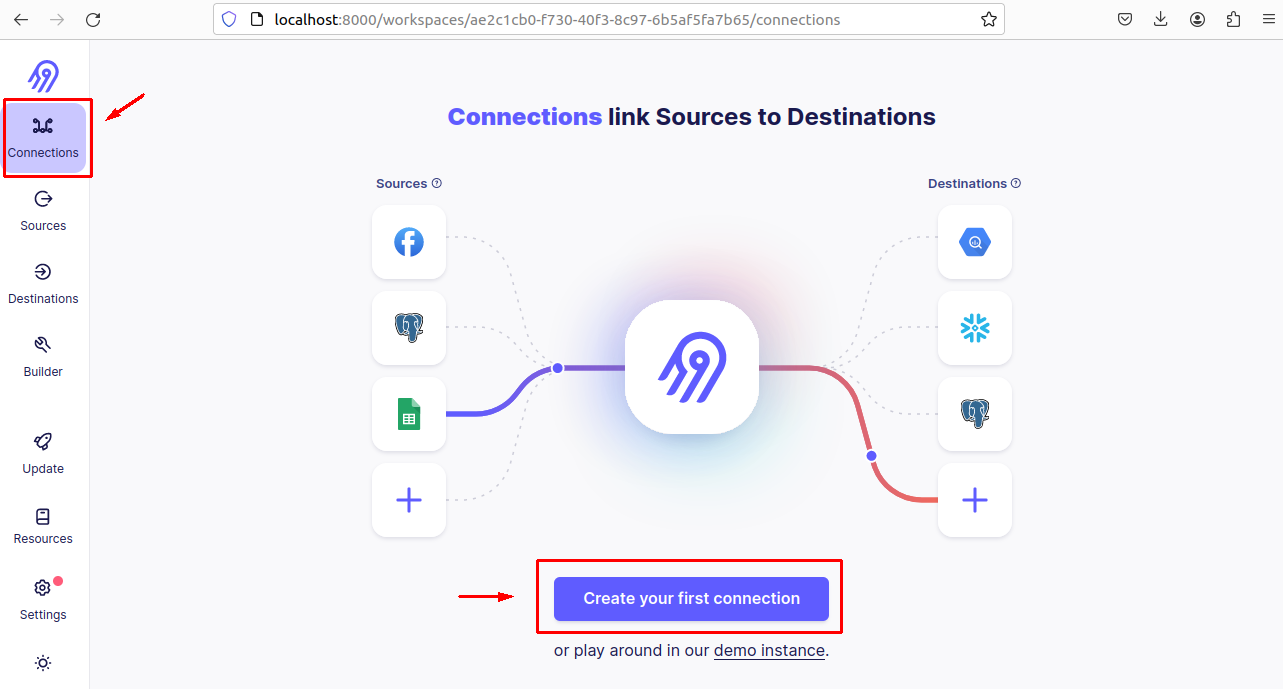 localhost:8000/workspaces/ae2c1cb0-f730-40f3-8c97-6b5af5fa7b65/connections
Connections
Sources
Destinations
Builder
Update
Resources
Settings
Connections link Sources to Destinations
Sources
Destinations
Create your first connection
or play around in our demo instance.